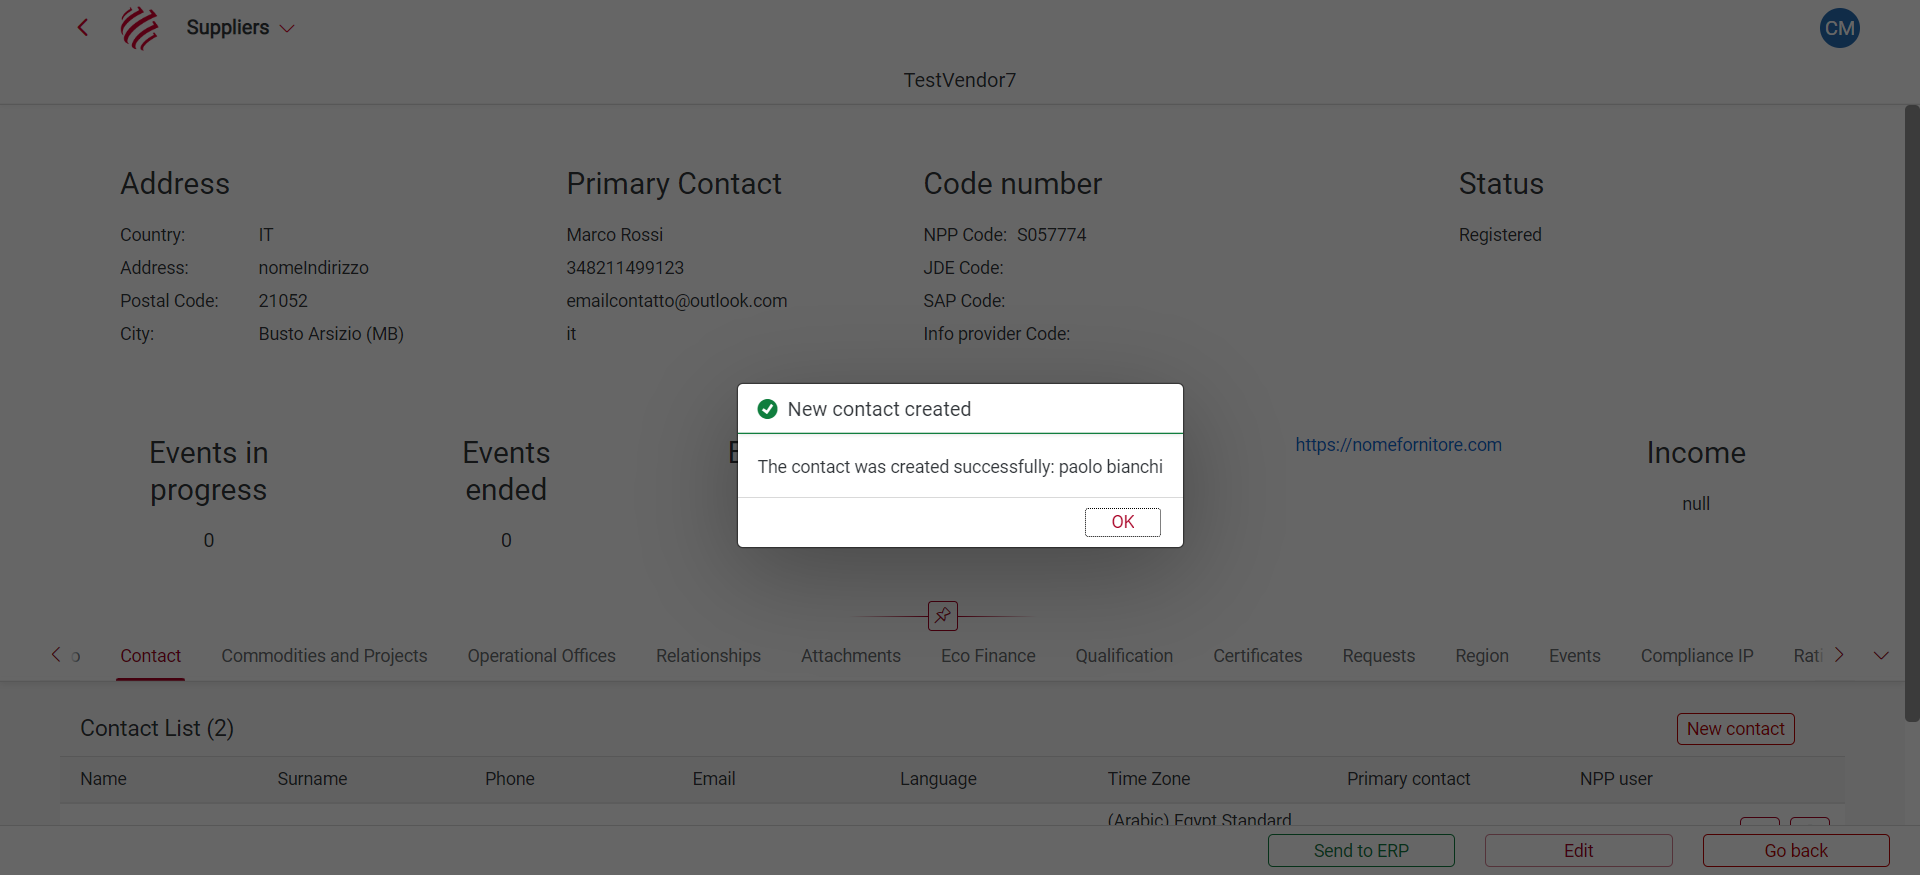 Suppliers
CM
TestVendor7
Address
Primary Contact
Code number
Status
Country: IT
Marco Rossi
NPP Code: S057774
Registered
Address: nomeIndirizzo
348211499123
JDE Code:
Postal Code: 21052
emailcontatto@outlook.com
SAP Code:
City: Busto Arsizio (MB)
it
Info provider Code:
New contact created
The contact was created successfully: paolo bianchi
OK
Events in
progress
0
Events
ended
0
https://nomefornitore.com
Income
null
Contact
Commodities and Projects
Operational Offices
Relationships
Attachments
Eco Finance
Qualification
Certificates
Requests
Region
Events
Compliance IP
Contact List (2)
New contact
Name
Surname
Phone
Email
Language
Time Zone
Primary contact
NPP user
(Arabic) Egypt Standard
Send to ERP
Edit
Go back